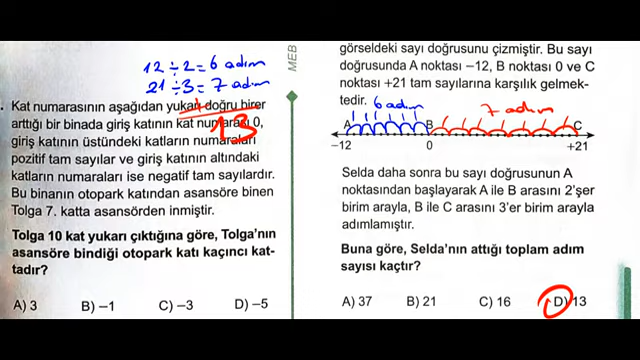 12 ÷ 2 = 6 adım
21 ÷ 3 = 7 adım
13
Kat numarasının aşağıdan yukarı doğru birer
arttığı bir binada giriş katının kat numarası 0,
giriş katının üstündeki katların numaraları
pozitif tam sayılar ve giriş katının altındaki
katların numaraları ise negatif tam sayılardır.
Bu binanın otopark katından asansöre binen
Tolga 7. katta asansörden inmiştir.
Tolga 10 kat yukarı çıktığına göre, Tolga'nın
asansöre bindiği otopark katı kaçıncı kat-
tadır?
A) 3 B) −1 C) −3 D) −5
MEB
görseldeki sayı doğrusunu çizmiştir. Bu sayı
doğrusunda A noktası −12, B noktası 0 ve C
noktası +21 tam sayılarına karşılık gelmek-
tedir.
6 adım 7 adım
A B C
−12 0 +21
Selda daha sonra bu sayı doğrusunun A
noktasından başlayarak A ile B arasını 2'şer
birim arayla, B ile C arasını 3'er birim arayla
adımlamıştır.
Buna göre, Selda'nın attığı toplam adım
sayısı kaçtır?
A) 37 B) 21 C) 16 D) 13